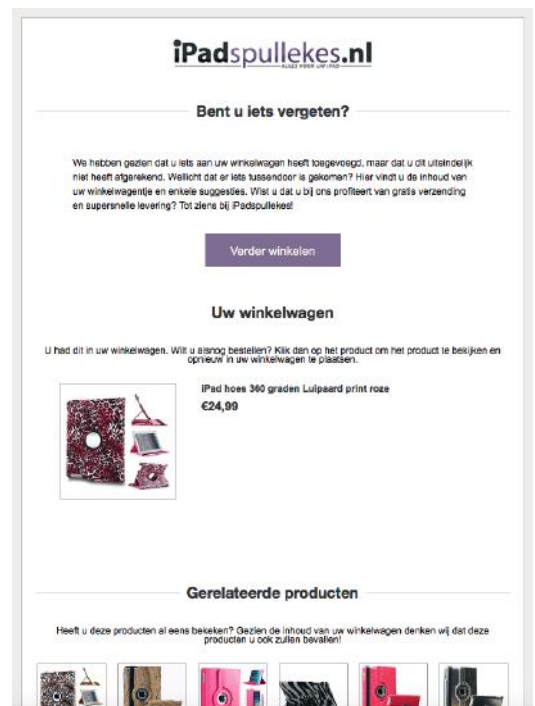 iPadspullekes.nl
ALLES VOOR UW IPAD
Bent u iets vergeten?
We hebben gezien dat u iets aan uw winkelwagen heeft toegevoegd, maar dat u dit uiteindelijk
niet heeft afgerekend. Wellicht dat er iets tussendoor is gekomen? Hier vindt u de inhoud van
uw winkelwagentje en enkele suggesties. Wist u dat u bij ons profiteert van gratis verzending
en supersnelle levering? Tot ziens bij iPadspullekes!
Verder winkelen
Uw winkelwagen
U had dit in uw winkelwagen. Wilt u alsnog bestellen? Klik dan op het product om het product te bekijken en
opnieuw in uw winkelwagen te plaatsen.
iPad hoes 360 graden Luipaard print roze
€24,99
Gerelateerde producten
Heeft u deze producten al eens bekeken? Gezien de inhoud van uw winkelwagen denken wij dat deze
producten u ook zullen bevallen!